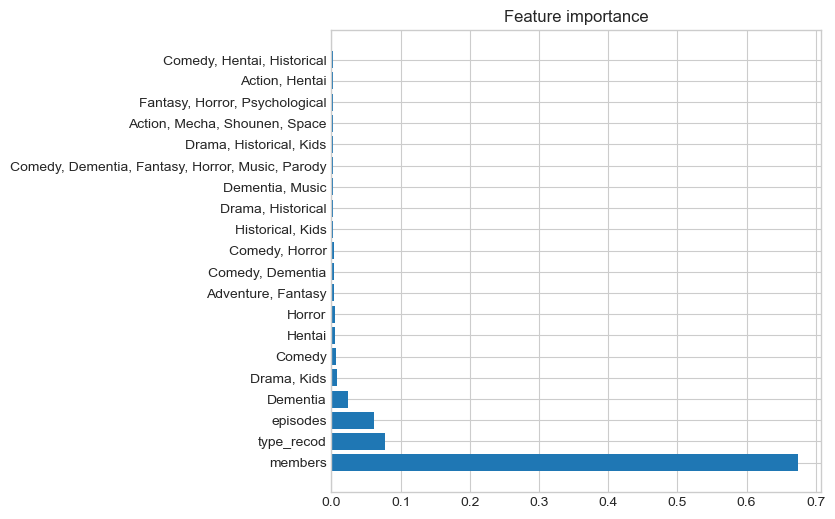 Feature importance
Comedy, Hentai, Historical
Action, Hentai
Fantasy, Horror, Psychological
Action, Mecha, Shounen, Space
Drama, Historical, Kids
Comedy, Dementia, Fantasy, Horror, Music, Parody
Dementia, Music
Drama, Historical
Historical, Kids
Comedy, Horror
Comedy, Dementia
Adventure, Fantasy
Horror
Hentai
Comedy
Drama, Kids
Dementia
episodes
type_recod
members
0.0 0.1 0.2 0.3 0.4 0.5 0.6 0.7